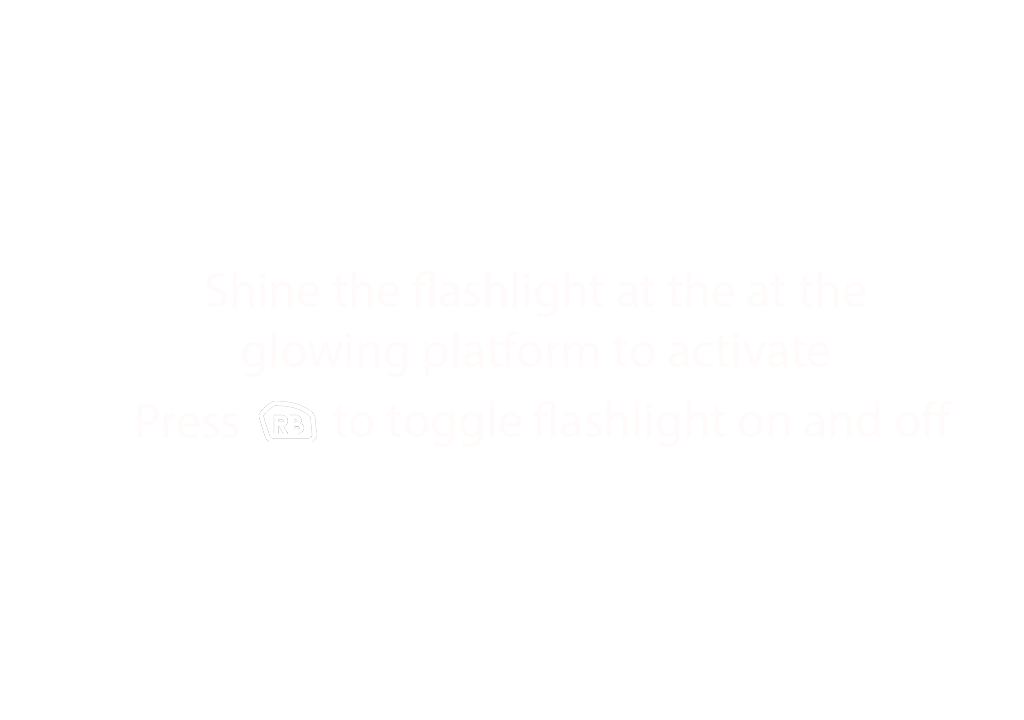 Shine the flashlight at the at the
glowing platform to activate
Press RB to toggle flashlight on and off